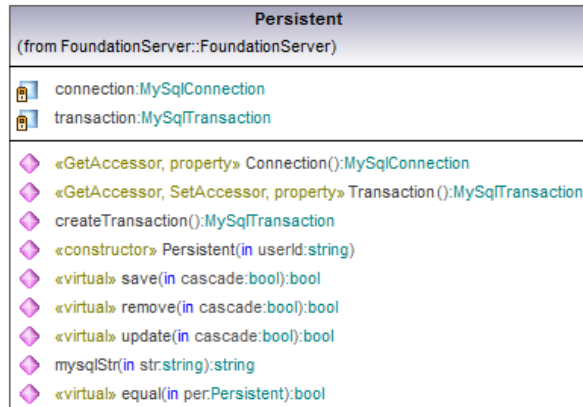 Persistent
(from FoundationServer::FoundationServer)
connection:MySqlConnection
transaction:MySqlTransaction
«GetAccessor, property» Connection():MySqlConnection
«GetAccessor, SetAccessor, property» Transaction():MySqlTransaction
createTransaction():MySqlTransaction
«constructor» Persistent(in userId:string)
«virtual» save(in cascade:bool):bool
«virtual» remove(in cascade:bool):bool
«virtual» update(in cascade:bool):bool
mysqlStr(in str:string):string
«virtual» equal(in per:Persistent):bool